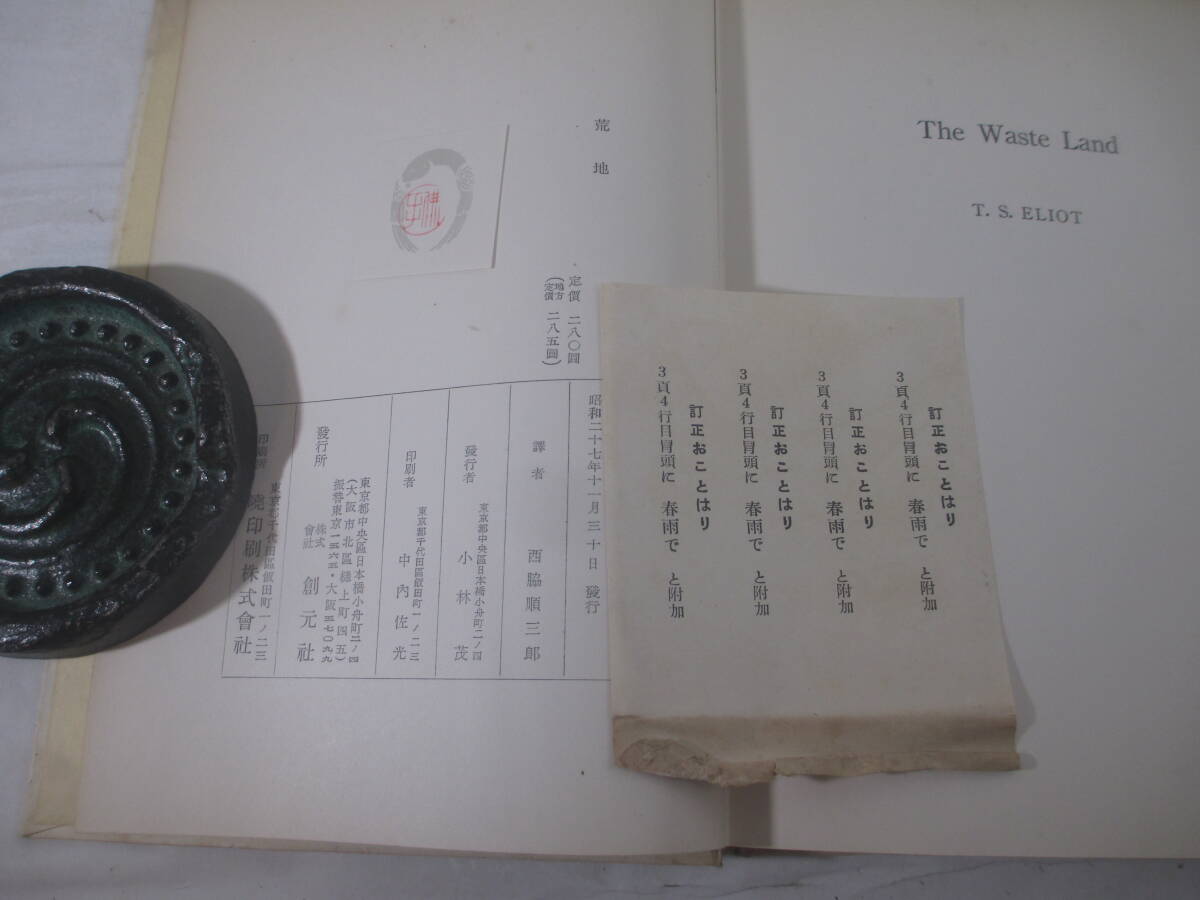 The Waste Land
T. S. ELIOT
訂正おことはり
3頁4行目冒頭に 春雨で と附加
訂正おことはり
3頁4行目冒頭に 春雨で と附加
訂正おことはり
3頁4行目冒頭に 春雨で と附加
訂正おことはり
3頁4行目冒頭に 春雨で と附加
荒地
定價 二八〇圓
(地方定價 二八五圓)
昭和二十七年十一月三十日 發行
譯者 西脇順三郎
發行者 東京都中央區日本橋小舟町二ノ四
小林茂
印刷者 東京都千代田區飯田町一ノ二三
中內佐光
發行所 東京都中央區日本橋小舟町二ノ四
(大阪市北區樋上町四五)
株式會社 創元社
印刷所 東京都千代田區飯田町一ノ二三
曉印刷株式會社